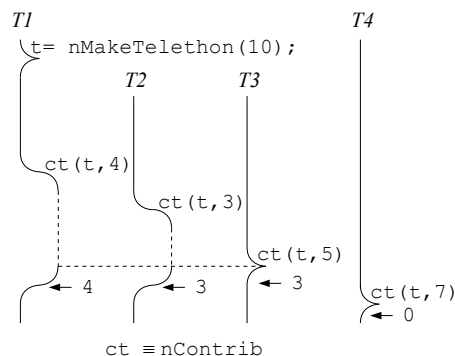 T1
T4
t= nMakeTelethon(10);
T2
T3
ct(t,4)
ct(t,3)
ct(t,5)
4
3
3
ct(t,7)
0
ct ≡ nContrib